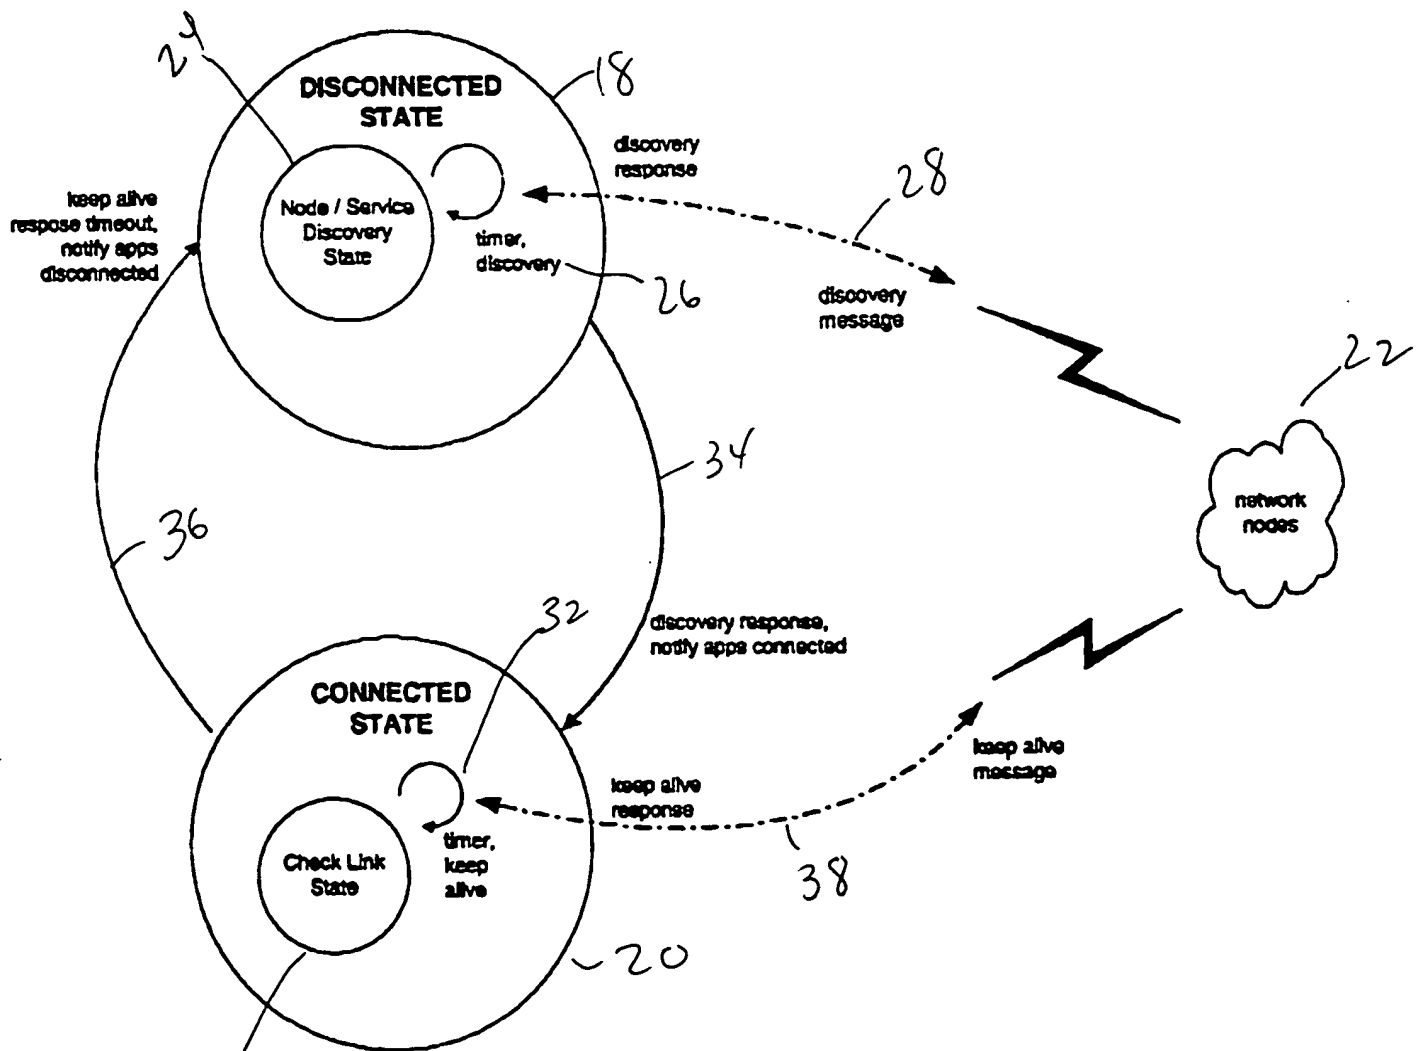 24
DISCONNECTED
STATE
18
discovery
response
28
keep alive
respose timeout,
notify apps
disconnected
Node / Service
Discovery
State
timer,
discovery
26
discovery
message
22
34
network
nodes
36
32
discovery response,
notify apps connected
CONNECTED
STATE
keep alive
response
keep alive
message
timer,
keep
alive
Check Link
State
38
20